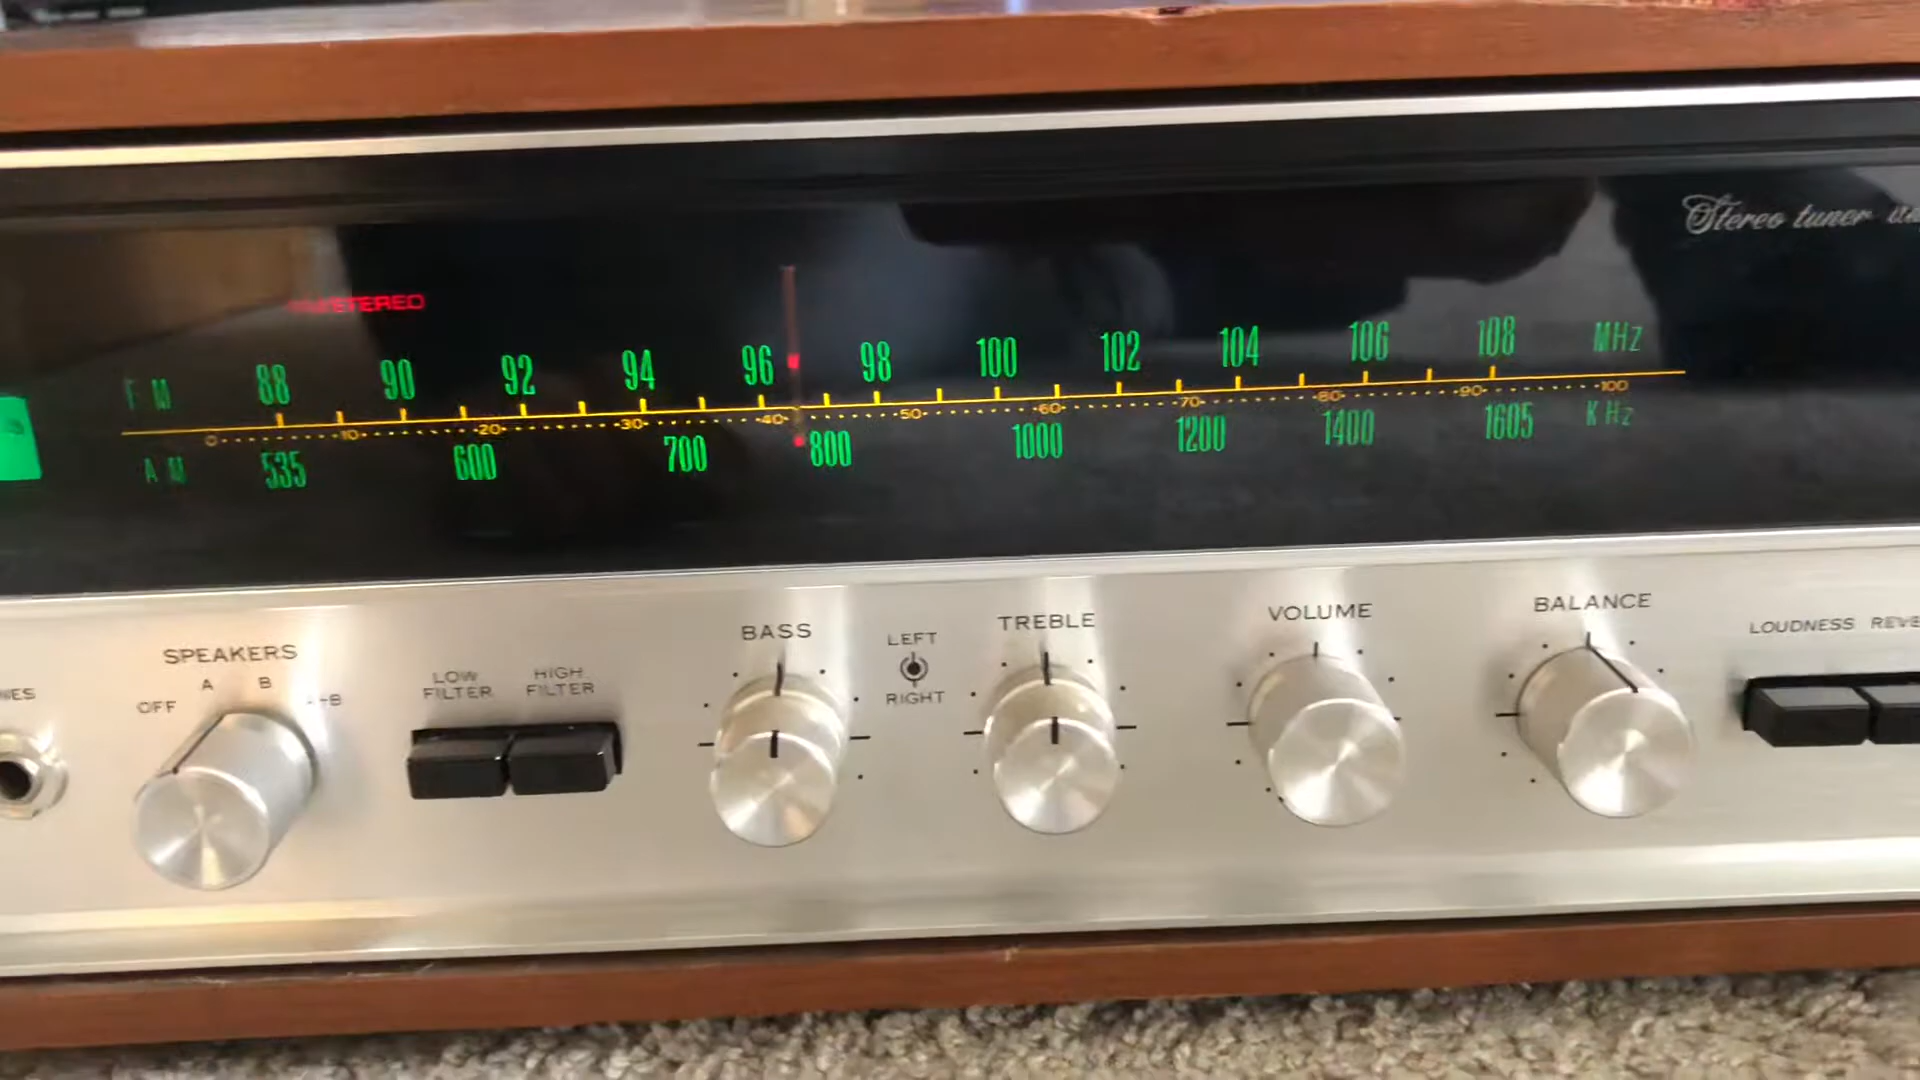 Stereo tuner
STEREO
FM 88 90 92 94 96 98 100 102 104 106 108 MHz
0 10 20 30 40 50 60 70 80 90 100
AM 535 600 700 800 1000 1200 1400 1605 KHz
SPEAKERS
OFF A B A+B
LOW FILTER
HIGH FILTER
BASS
LEFT
RIGHT
TREBLE
VOLUME
BALANCE
LOUDNESS